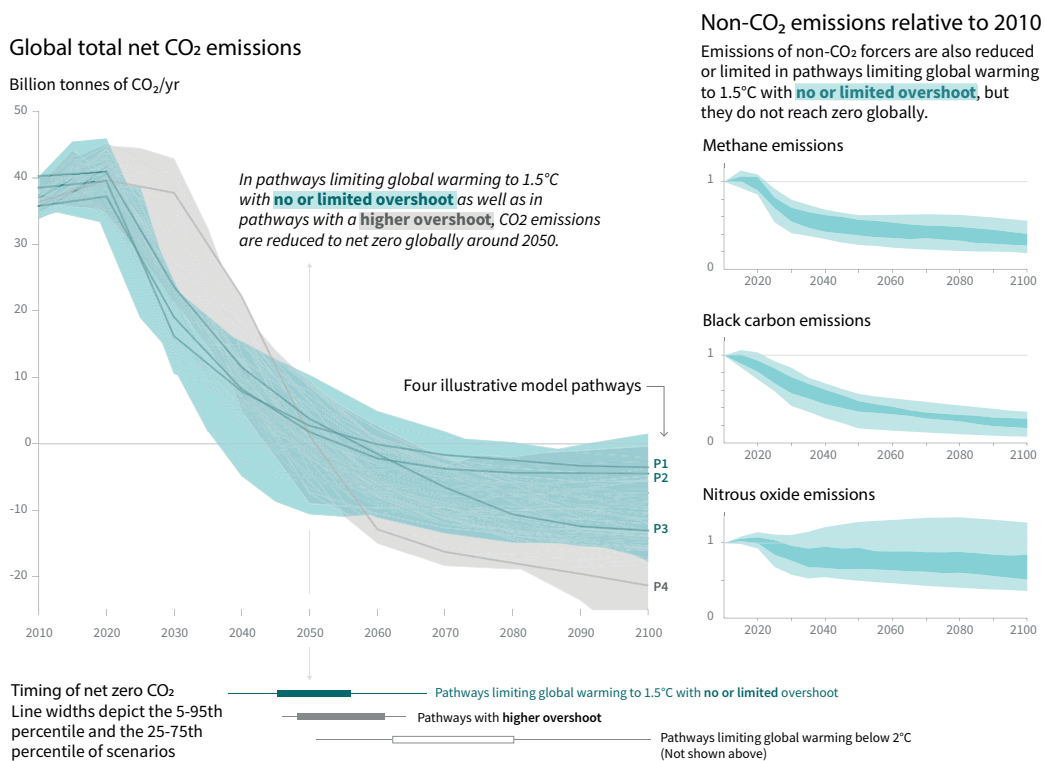 Global total net CO₂ emissions
Billion tonnes of CO₂/yr
50
40
30
20
10
0
-10
-20
2010
2020
2030
2040
2050
2060
2070
2080
2090
2100
In pathways limiting global warming to 1.5°C
with no or limited overshoot as well as in
pathways with a higher overshoot, CO2 emissions
are reduced to net zero globally around 2050.
Four illustrative model pathways
P1
P2
P3
P4
Non-CO₂ emissions relative to 2010
Emissions of non-CO₂ forcers are also reduced
or limited in pathways limiting global warming
to 1.5°C with no or limited overshoot, but
they do not reach zero globally.
Methane emissions
1
0
2020
2040
2060
2080
2100
Black carbon emissions
1
0
2020
2040
2060
2080
2100
Nitrous oxide emissions
1
0
2020
2040
2060
2080
2100
Timing of net zero CO₂
Line widths depict the 5-95th
percentile and the 25-75th
percentile of scenarios
Pathways limiting global warming to 1.5°C with no or limited overshoot
Pathways with higher overshoot
Pathways limiting global warming below 2°C
(Not shown above)